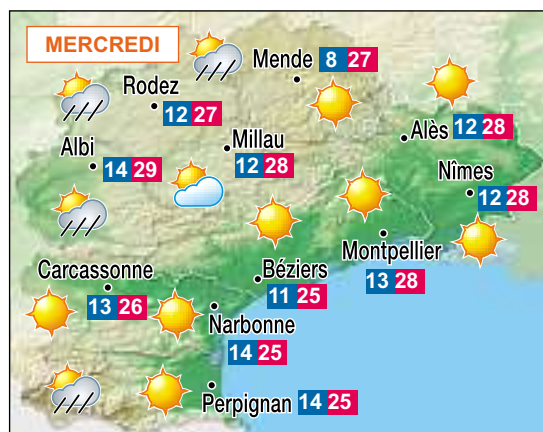 MERCREDI
Mende 8 27
Rodez
12 27
Alès 12 28
Albi
14 29
Millau
12 28
Nîmes
12 28
Montpellier
13 28
Carcassonne
13 26
Béziers
11 25
Narbonne
14 25
Perpignan 14 25